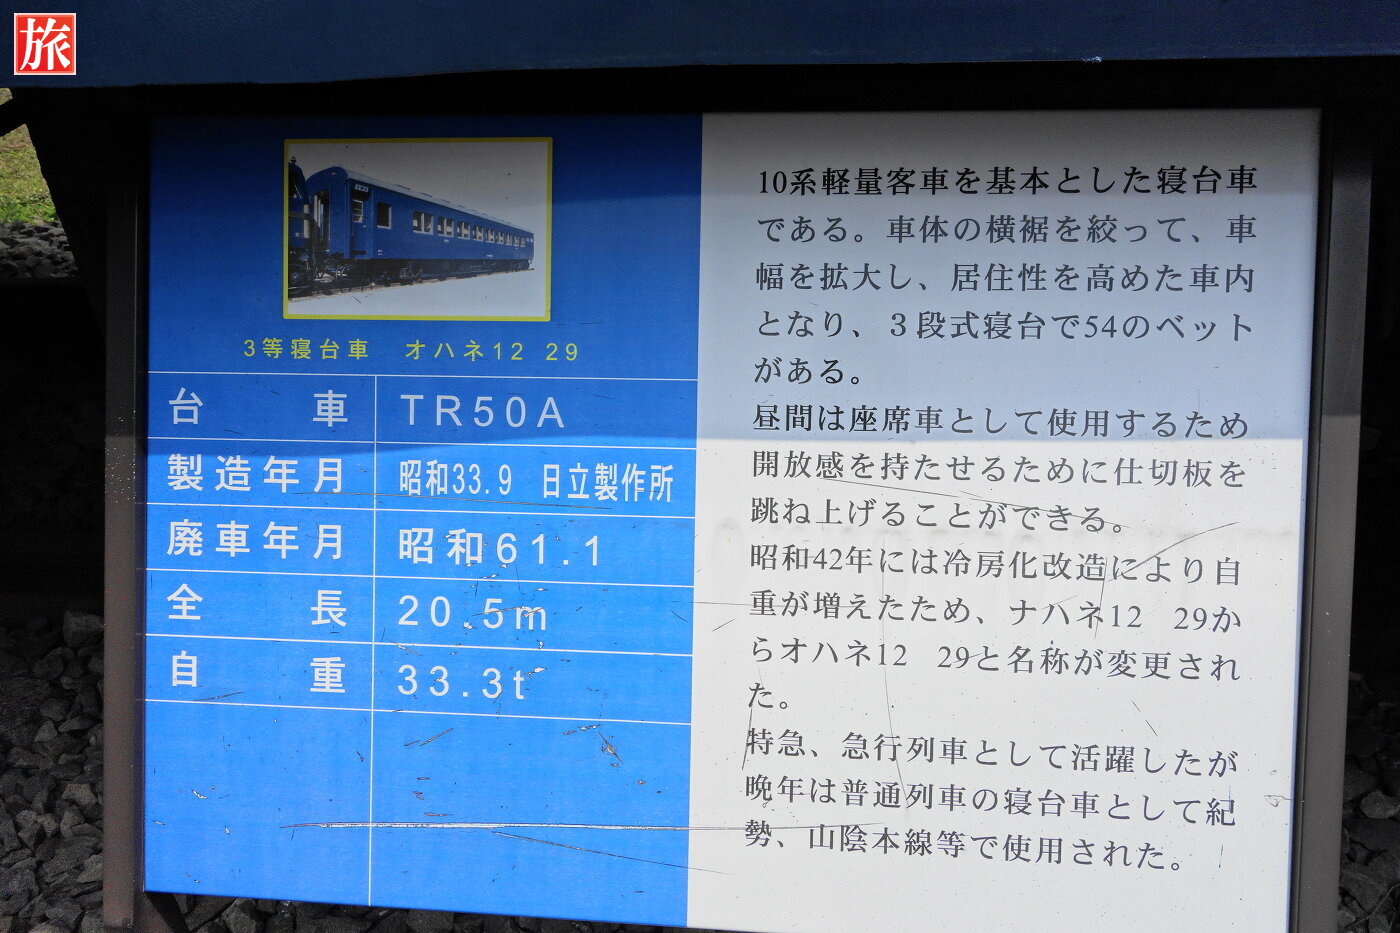 旅
3等寝台車 オハネ12 29
台車 TR50A
製造年月 昭和33.9 日立製作所
廃車年月 昭和61.1
全長 20.5m
自重 33.3t
10系軽量客車を基本とした寝台車
である。車体の横裾を絞って、車
幅を拡大し、居住性を高めた車内
となり、３段式寝台で54のベット
がある。
昼間は座席車として使用するため
開放感を持たせるために仕切板を
跳ね上げることができる。
昭和42年には冷房化改造により自
重が増えたため、ナハネ12 29か
らオハネ12 29と名称が変更され
た。
特急、急行列車として活躍したが
晩年は普通列車の寝台車として紀
勢、山陰本線等で使用された。